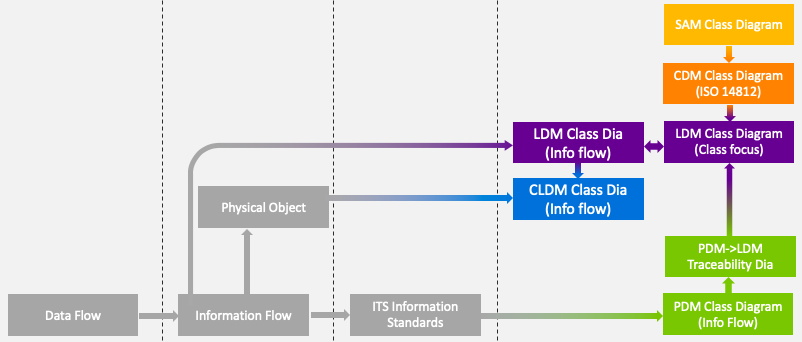 SAM Class Diagram
CDM Class Diagram
(ISO 14812)
LDM Class Dia
(Info flow)
LDM Class Diagram
(Class focus)
CLDM Class Dia
(Info flow)
Physical Object
PDM->LDM
Traceability Dia
Data Flow
Information Flow
ITS Information
Standards
PDM Class Diagram
(Info Flow)